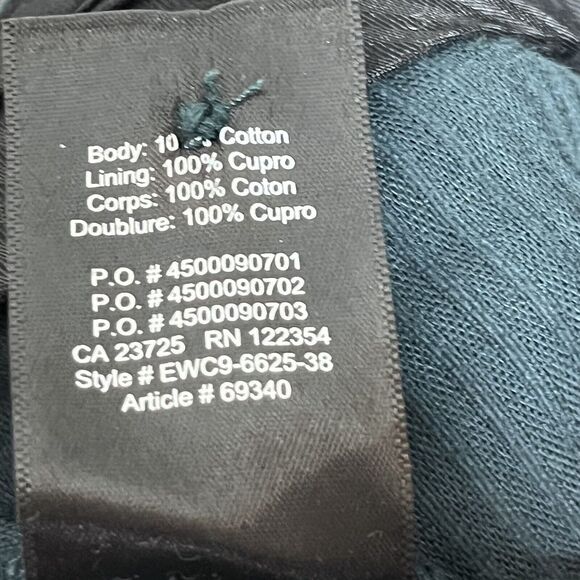 Body: 10 % Cotton
Lining: 100% Cupro
Corps: 100% Coton
Doublure: 100% Cupro
P.O. # 4500090701
P.O. # 4500090702
P.O. # 4500090703
CA 23725 RN 122354
Style # EWC9-6625-38
Article # 69340